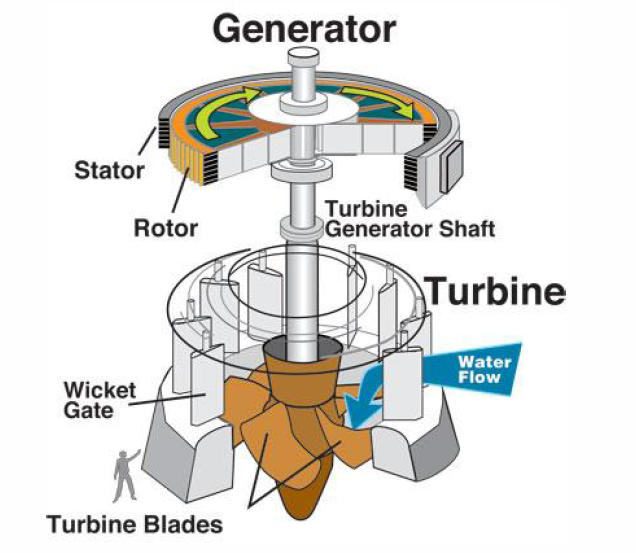 Generator
Stator
Rotor
Turbine
Generator Shaft
Turbine
Water
Flow
Wicket
Gate
Turbine Blades